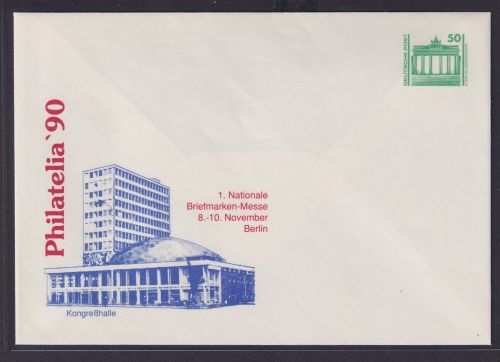 50
DEUTSCHE POST
Philatelia `90
1. Nationale
Briefmarken-Messe
8.-10. November
Berlin
Kongreßhalle